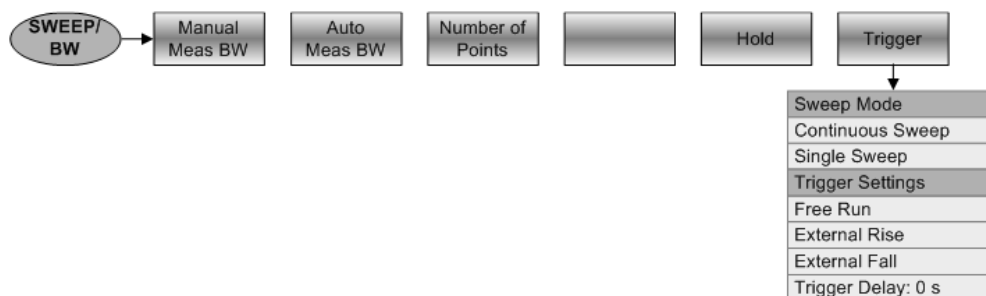 SWEEP/
BW
Manual
Meas BW
Auto
Meas BW
Number of
Points
Hold
Trigger
Sweep Mode
Continuous Sweep
Single Sweep
Trigger Settings
Free Run
External Rise
External Fall
Trigger Delay: 0 s